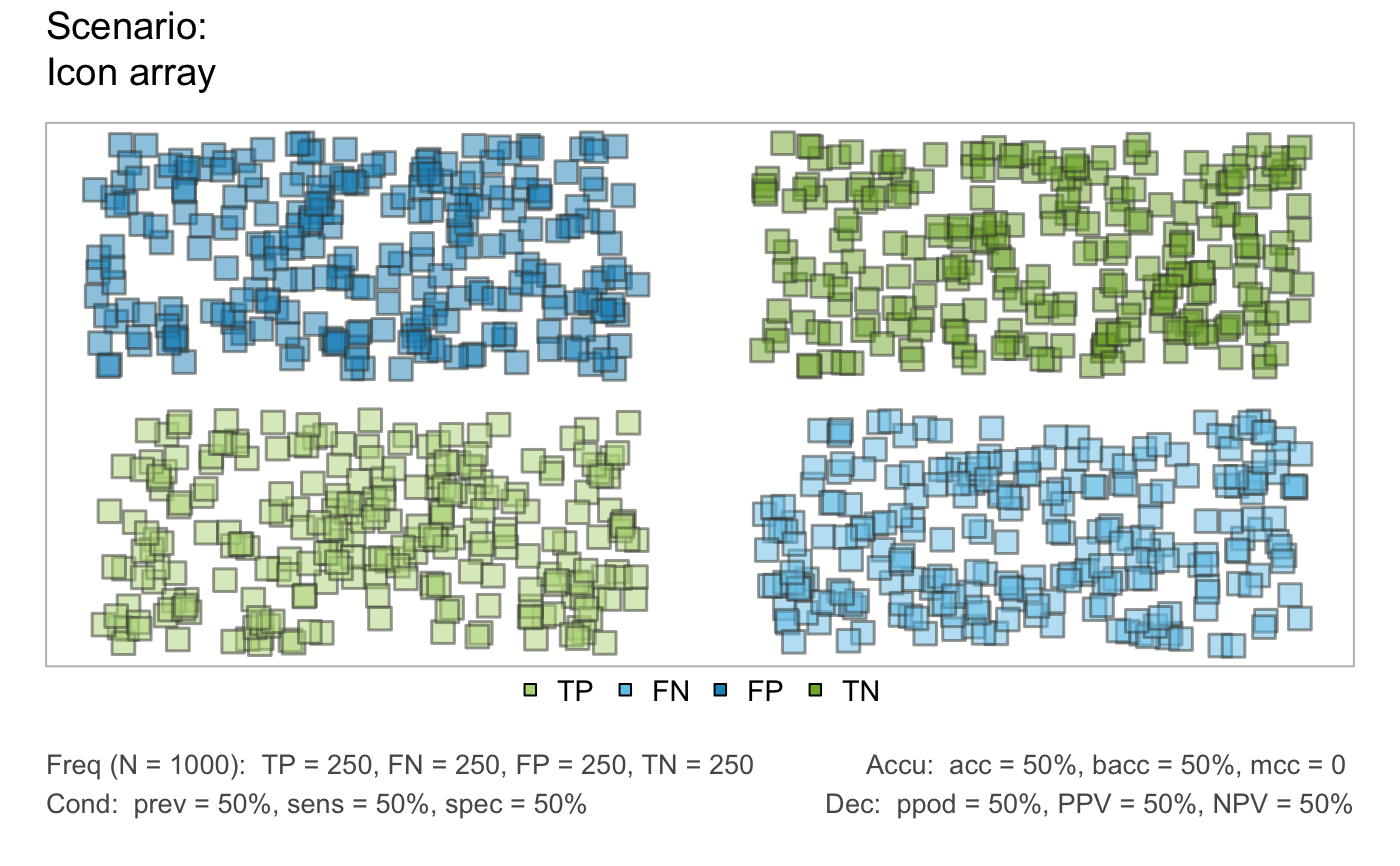 Scenario:
Icon array
TP FN FP TN
Freq (N = 1000): TP = 250, FN = 250, FP = 250, TN = 250 Accu: acc = 50%, bacc = 50%, mcc = 0
Cond: prev = 50%, sens = 50%, spec = 50% Dec: ppod = 50%, PPV = 50%, NPV = 50%